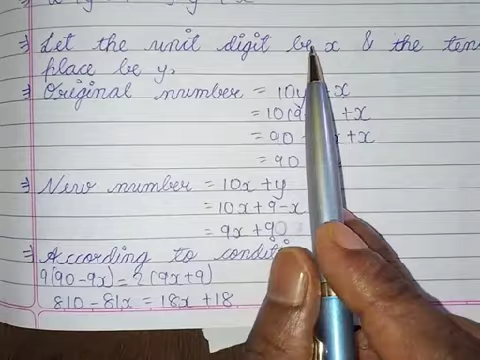 ⇒ Let the unit digit be x & the tens
place be y.
⇒ Original number = 10y + x
= 10(9 x
= 90 + x
= 90
⇒ New number = 10x + y
= 10x + 9 - x
= 9x + 9
⇒ According to
9(90 - 9x) = 2(9x + 9)
810 - 81x = 18x + 18